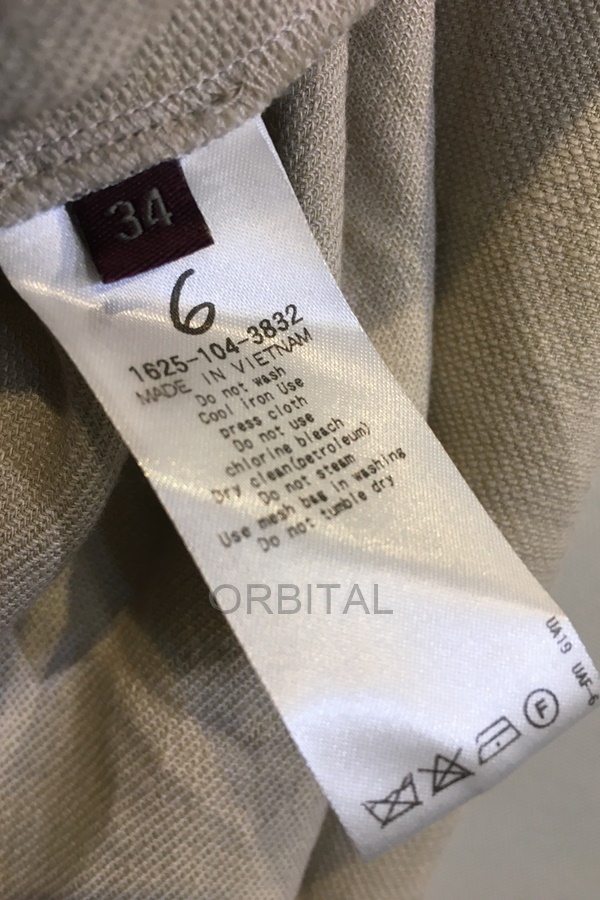 34
6
1625-104-3832
MADE IN VIETNAM
Do not wash
Cool iron Use
press cloth
Do not use
chlorine bleach
Dry clean(petroleum)
Do not steam
Use mesh bag in washing
Do not tumble dry
ORBITAL
UA19 UAF-6
F